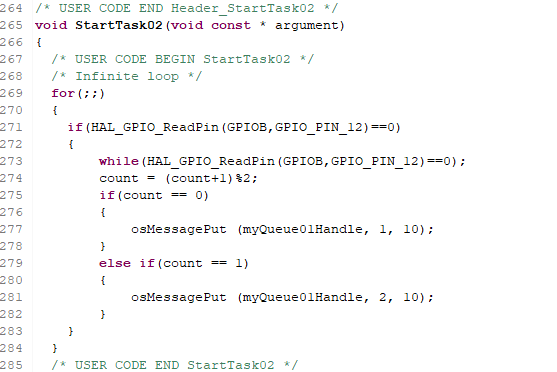 264 /* USER CODE END Header_StartTask02 */
265 void StartTask02(void const * argument)
266 {
267   /* USER CODE BEGIN StartTask02 */
268   /* Infinite loop */
269   for(;;)
270   {
271     if(HAL_GPIO_ReadPin(GPIOB,GPIO_PIN_12)==0)
272     {
273         while(HAL_GPIO_ReadPin(GPIOB,GPIO_PIN_12)==0);
274         count = (count+1)%2;
275         if(count == 0)
276         {
277             osMessagePut (myQueue01Handle, 1, 10);
278         }
279         else if(count == 1)
280         {
281             osMessagePut (myQueue01Handle, 2, 10);
282         }
283     }
284   }
285   /* USER CODE END StartTask02 */